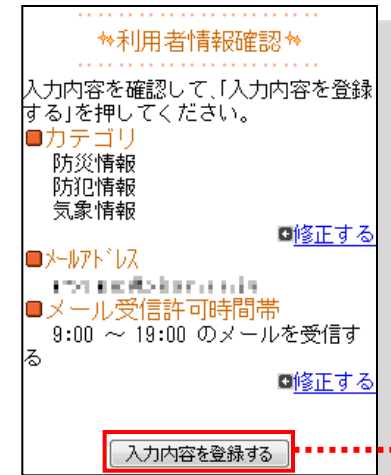 利用者情報確認
入力内容を確認して、「入力内容を登録
する」を押してください。
カテゴリ
防災情報
防犯情報
気象情報
修正する
ﾒｰﾙｱﾄﾞﾚｽ
メール受信許可時間帯
9:00 ～ 19:00 のメールを受信す
る
修正する
入力内容を登録する